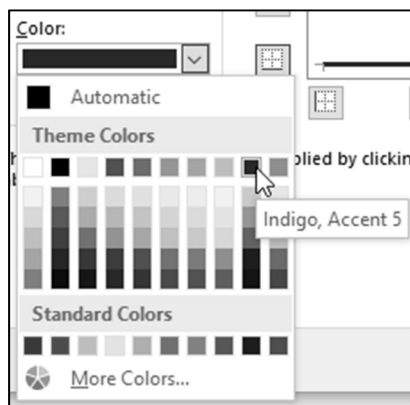 Color:
Automatic
Theme Colors
plied by clickin
Indigo, Accent 5
Standard Colors
More Colors...